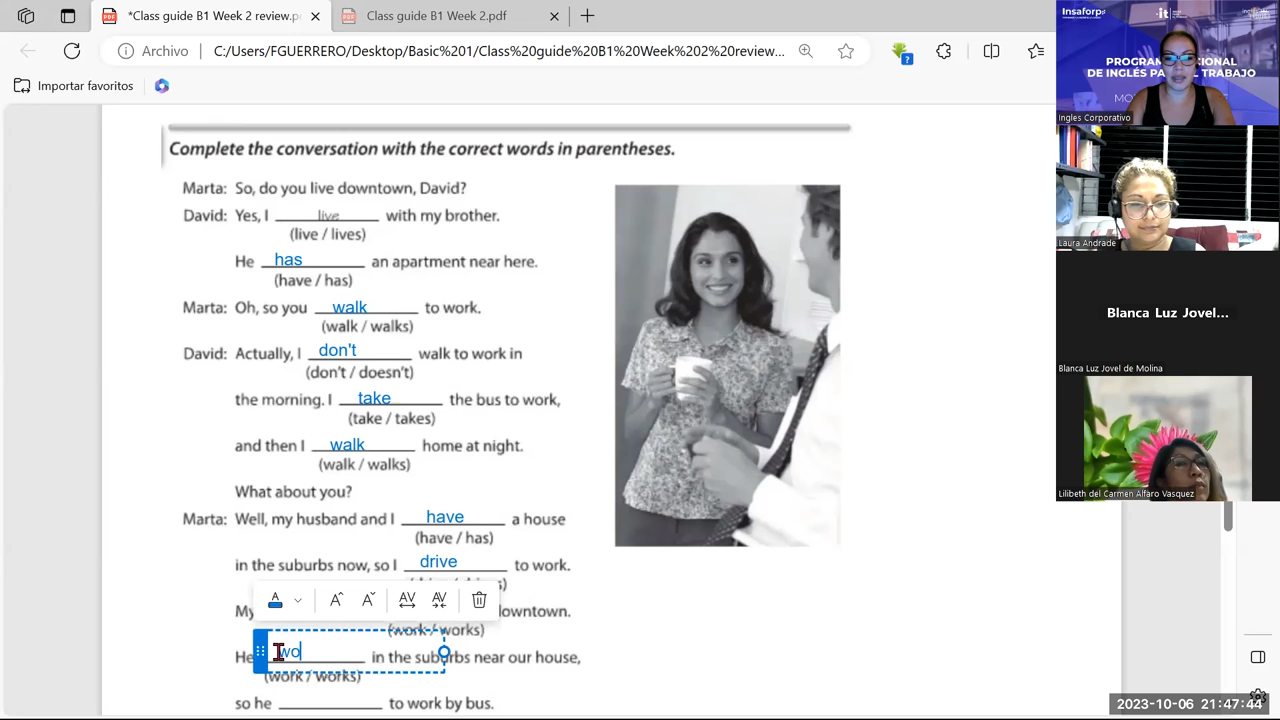 *Class guide B1 Week 2 review.p
Class guide B1 Week 2.pdf
Archivo
C:/Users/FGUERRERO/Desktop/Basic%201/Class%20guide%20B1%20Week%202%20review...
Importar favoritos
Complete the conversation with the correct words in parentheses.
Marta: So, do you live downtown, David?
David: Yes, I live with my brother.
(live / lives)
He has an apartment near here.
(have / has)
Marta: Oh, so you walk to work.
(walk / walks)
David: Actually, I don't walk to work in
(don't / doesn't)
the morning. I take the bus to work,
(take / takes)
and then I walk home at night.
(walk / walks)
What about you?
Marta: Well, my husband and I have a house
(have / has)
in the suburbs now, so I drive to work.
My downtown.
(work / works)
He wo in the suburbs near our house,
(work / works)
so he to work by bus.
Insaforp
it
DE INGLÉS TRABAJO
Ingles Corporativo
Laura Andrade
Blanca Luz Jovel...
Blanca Luz Jovel de Molina
Lilibeth del Carmen Alfaro Vasquez
2023-10-06 21:47:44